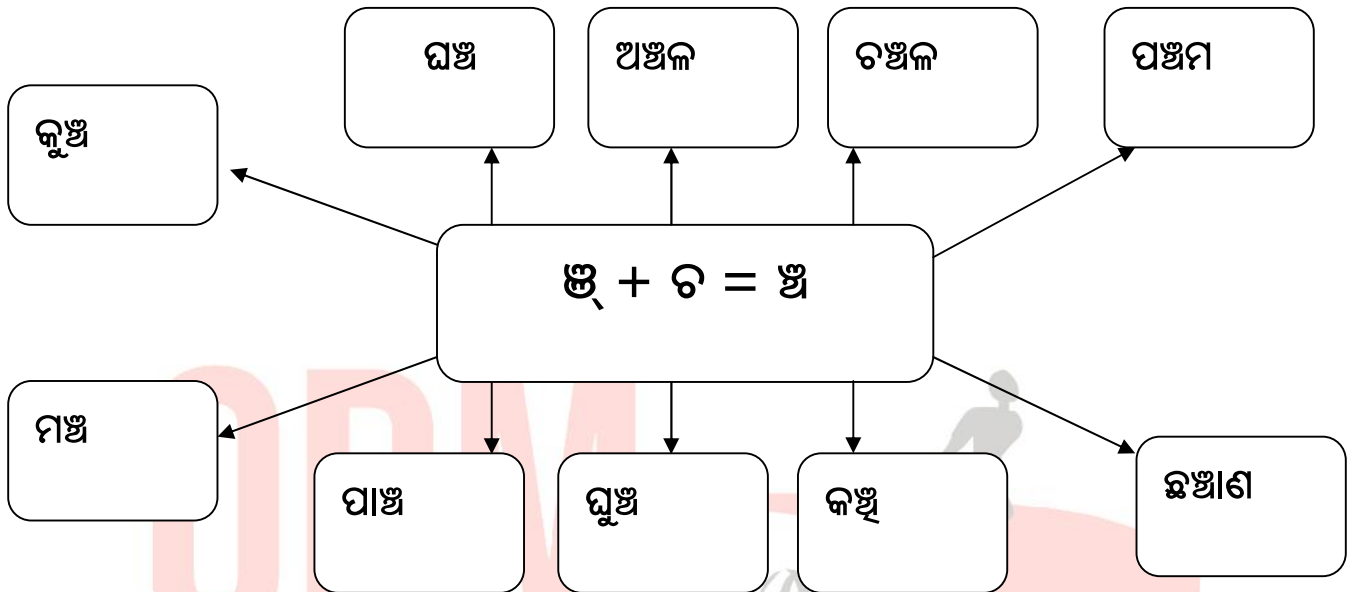 ଘଞ୍ଚ
ଅଞ୍ଚଳ
ଚଞ୍ଚଳ
ପଞ୍ଚମ
କୁଞ୍ଚ
ଞ୍ + ଚ = ଞ୍ଚ
ମଞ୍ଚ
ପାଞ୍ଚ
ଘୁଞ୍ଚ
କଞ୍ଚି
ଛଞ୍ଚାଣ